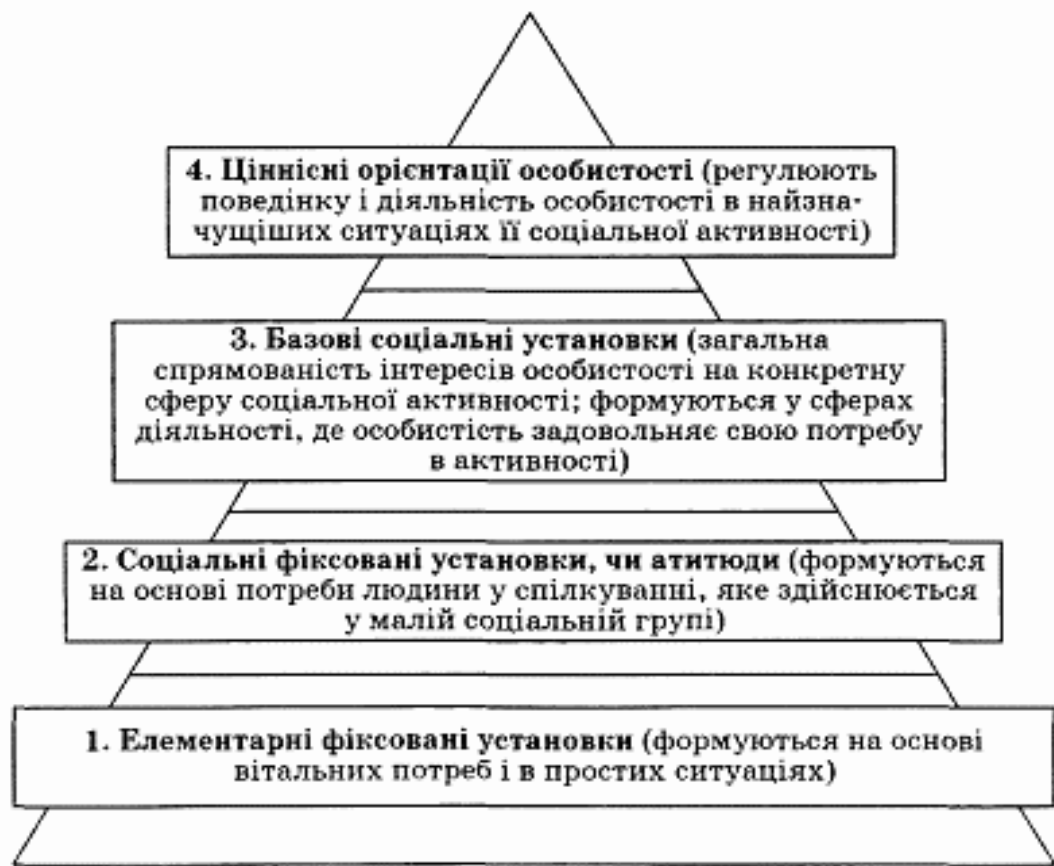 4. Ціннісні орієнтації особистості (регулюють
поведінку і діяльність особистості в найзна-
чущіших ситуаціях її соціальної активності)
3. Базові соціальні установки (загальна
спрямованість інтересів особистості на конкретну
сферу соціальної активності; формуються у сферах
діяльності, де особистість задовольняє свою потребу
в активності)
2. Соціальні фіксовані установки, чи атитюди (формуються
на основі потреби людини у спілкуванні, яке здійснюється
у малій соціальній групі)
1. Елементарні фіксовані установки (формуються на основі
вітальних потреб і в простих ситуаціях)